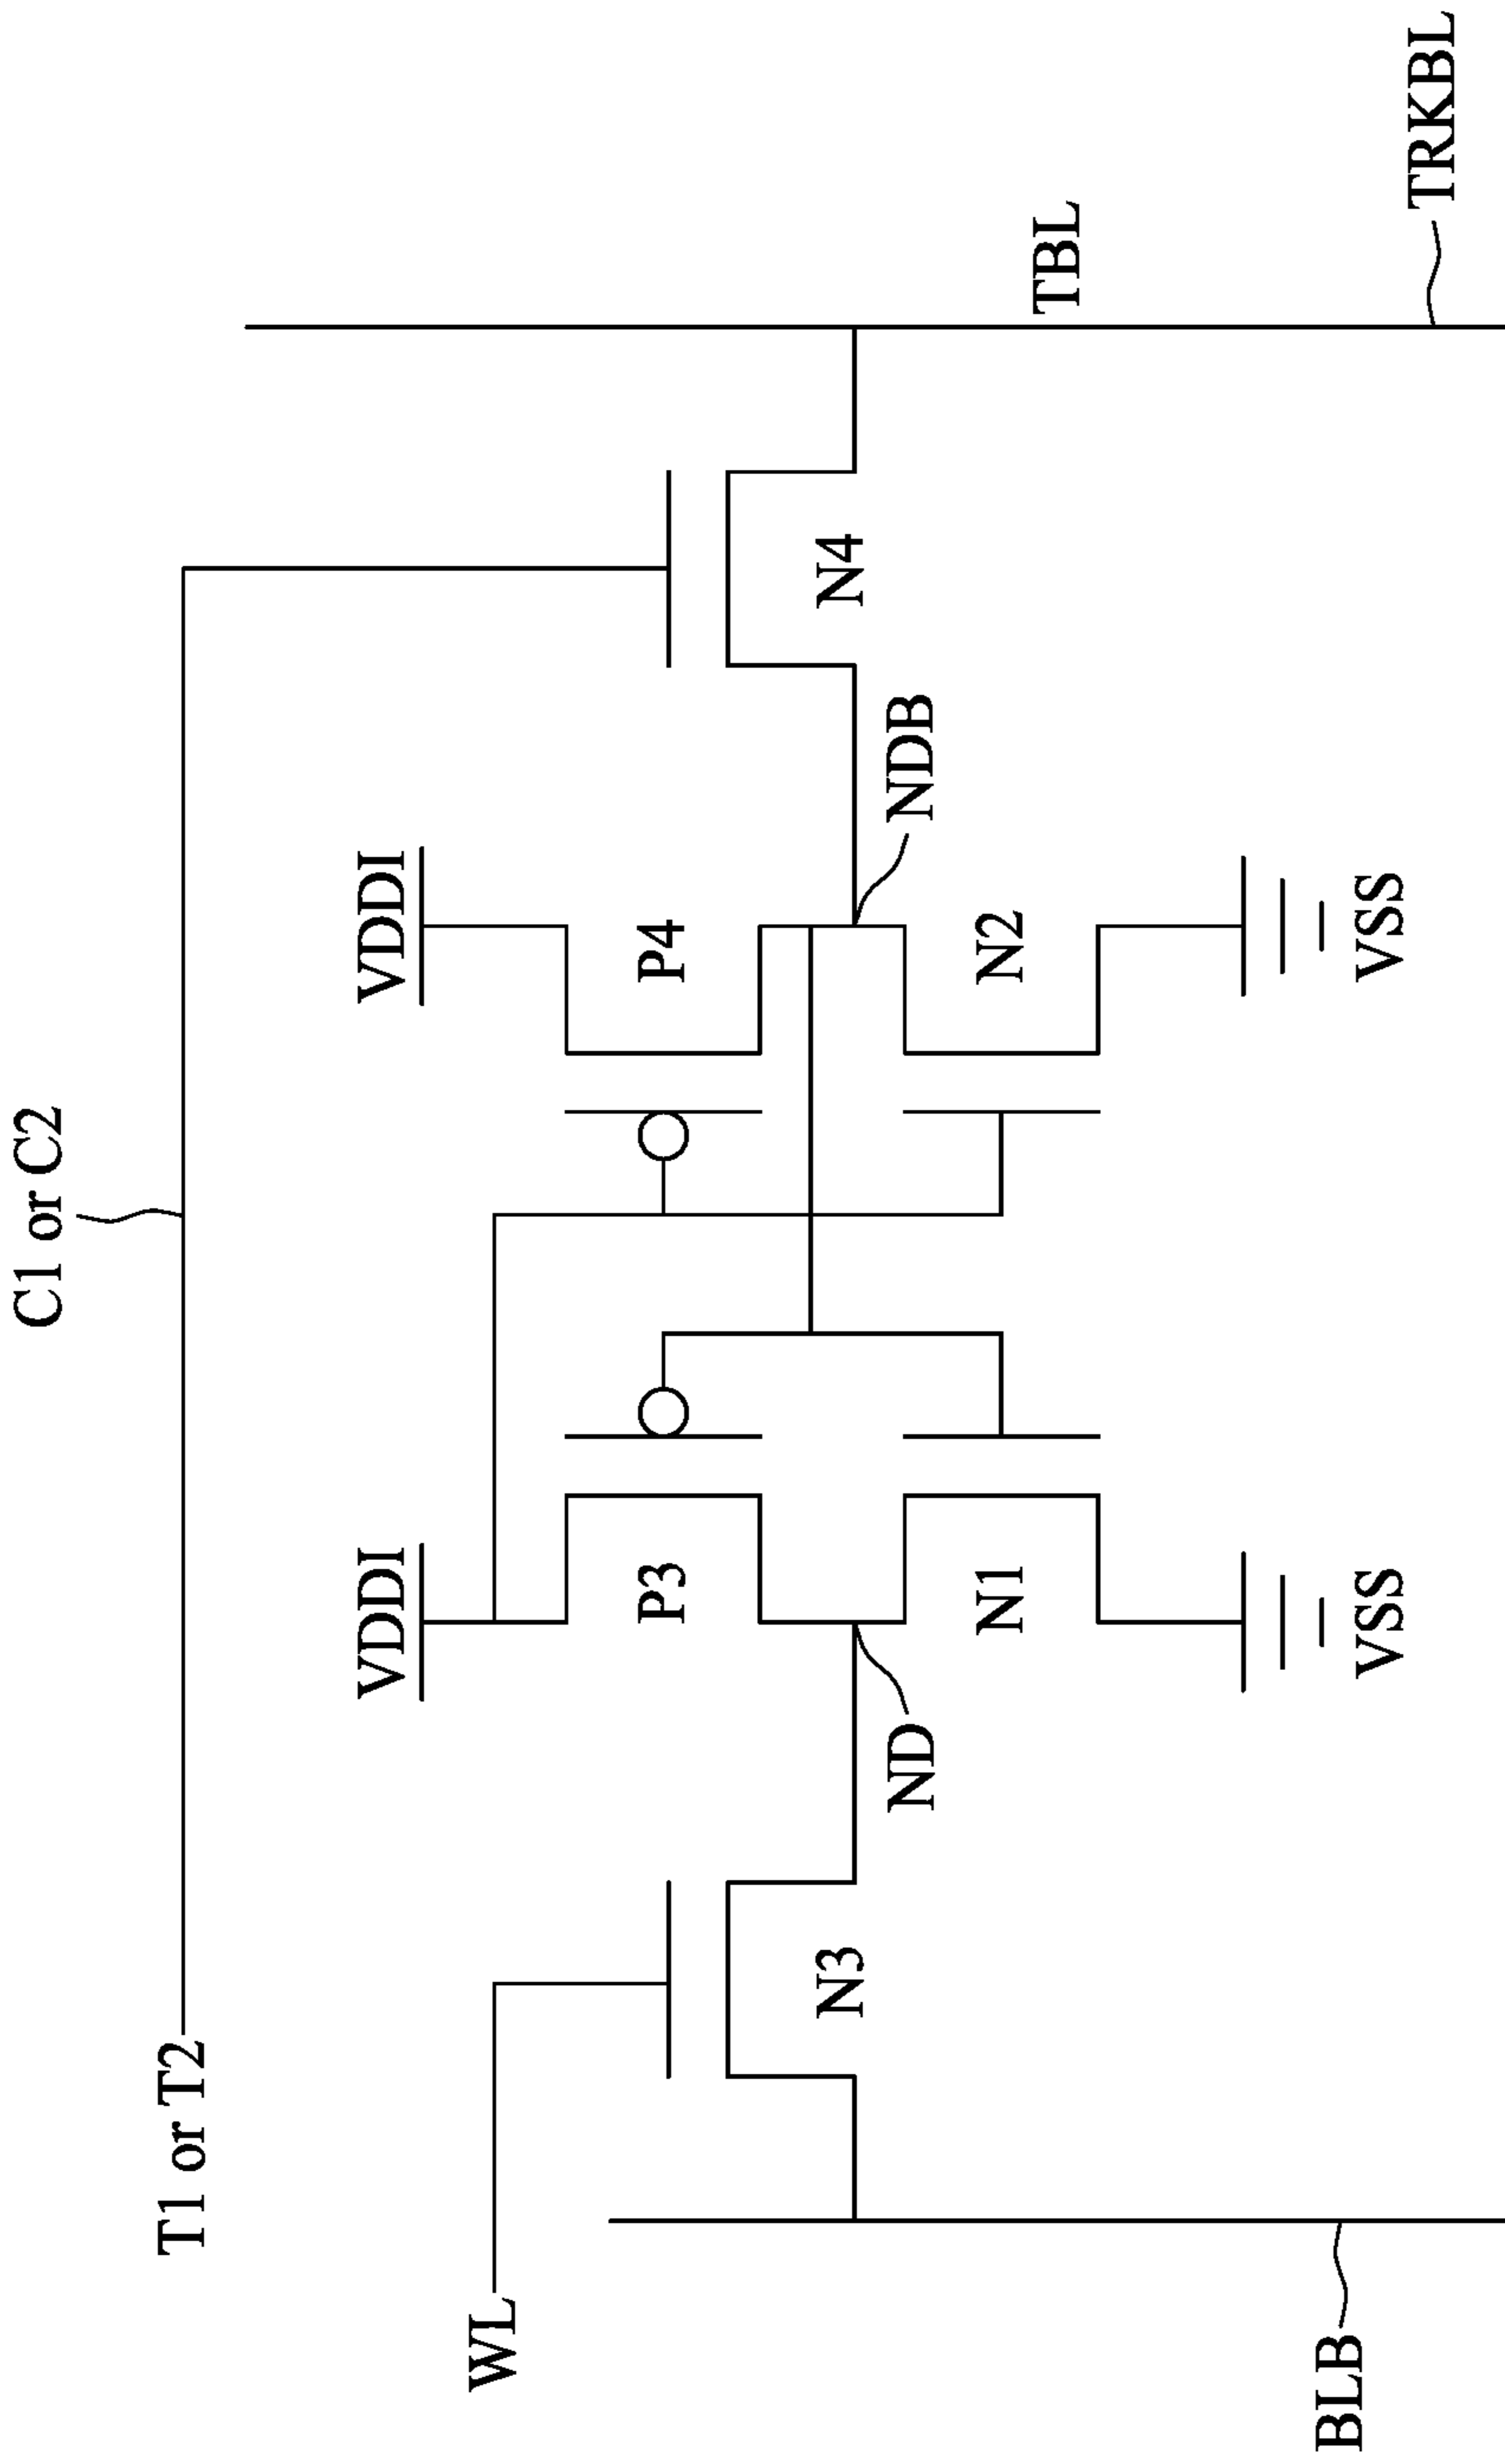 C1 or C2
T1 or T2
VDDI
VDDI
WL
P3
P4
N3
N4
ND
NDB
N1
N2
TBL
BLB
VSS
VSS
TRKBL